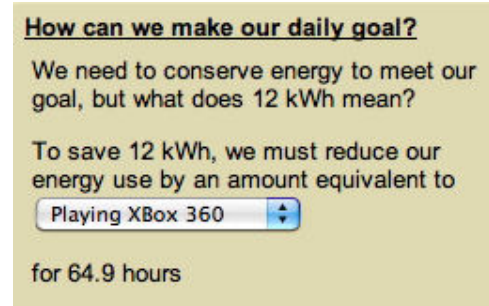 How can we make our daily goal?
We need to conserve energy to meet our
goal, but what does 12 kWh mean?
To save 12 kWh, we must reduce our
energy use by an amount equivalent to
Playing XBox 360
for 64.9 hours